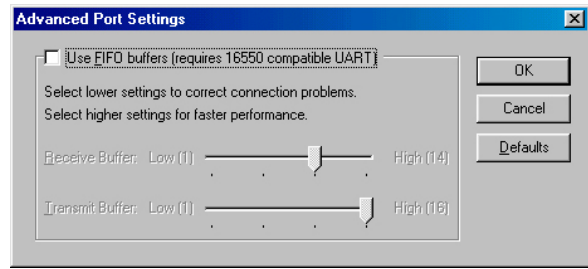 Advanced Port Settings
Use FIFO buffers (requires 16550 compatible UART)
OK
Select lower settings to correct connection problems.
Select higher settings for faster performance.
Cancel
Defaults
Receive Buffer: Low (1) High (14)
Transmit Buffer: Low (1) High (16)